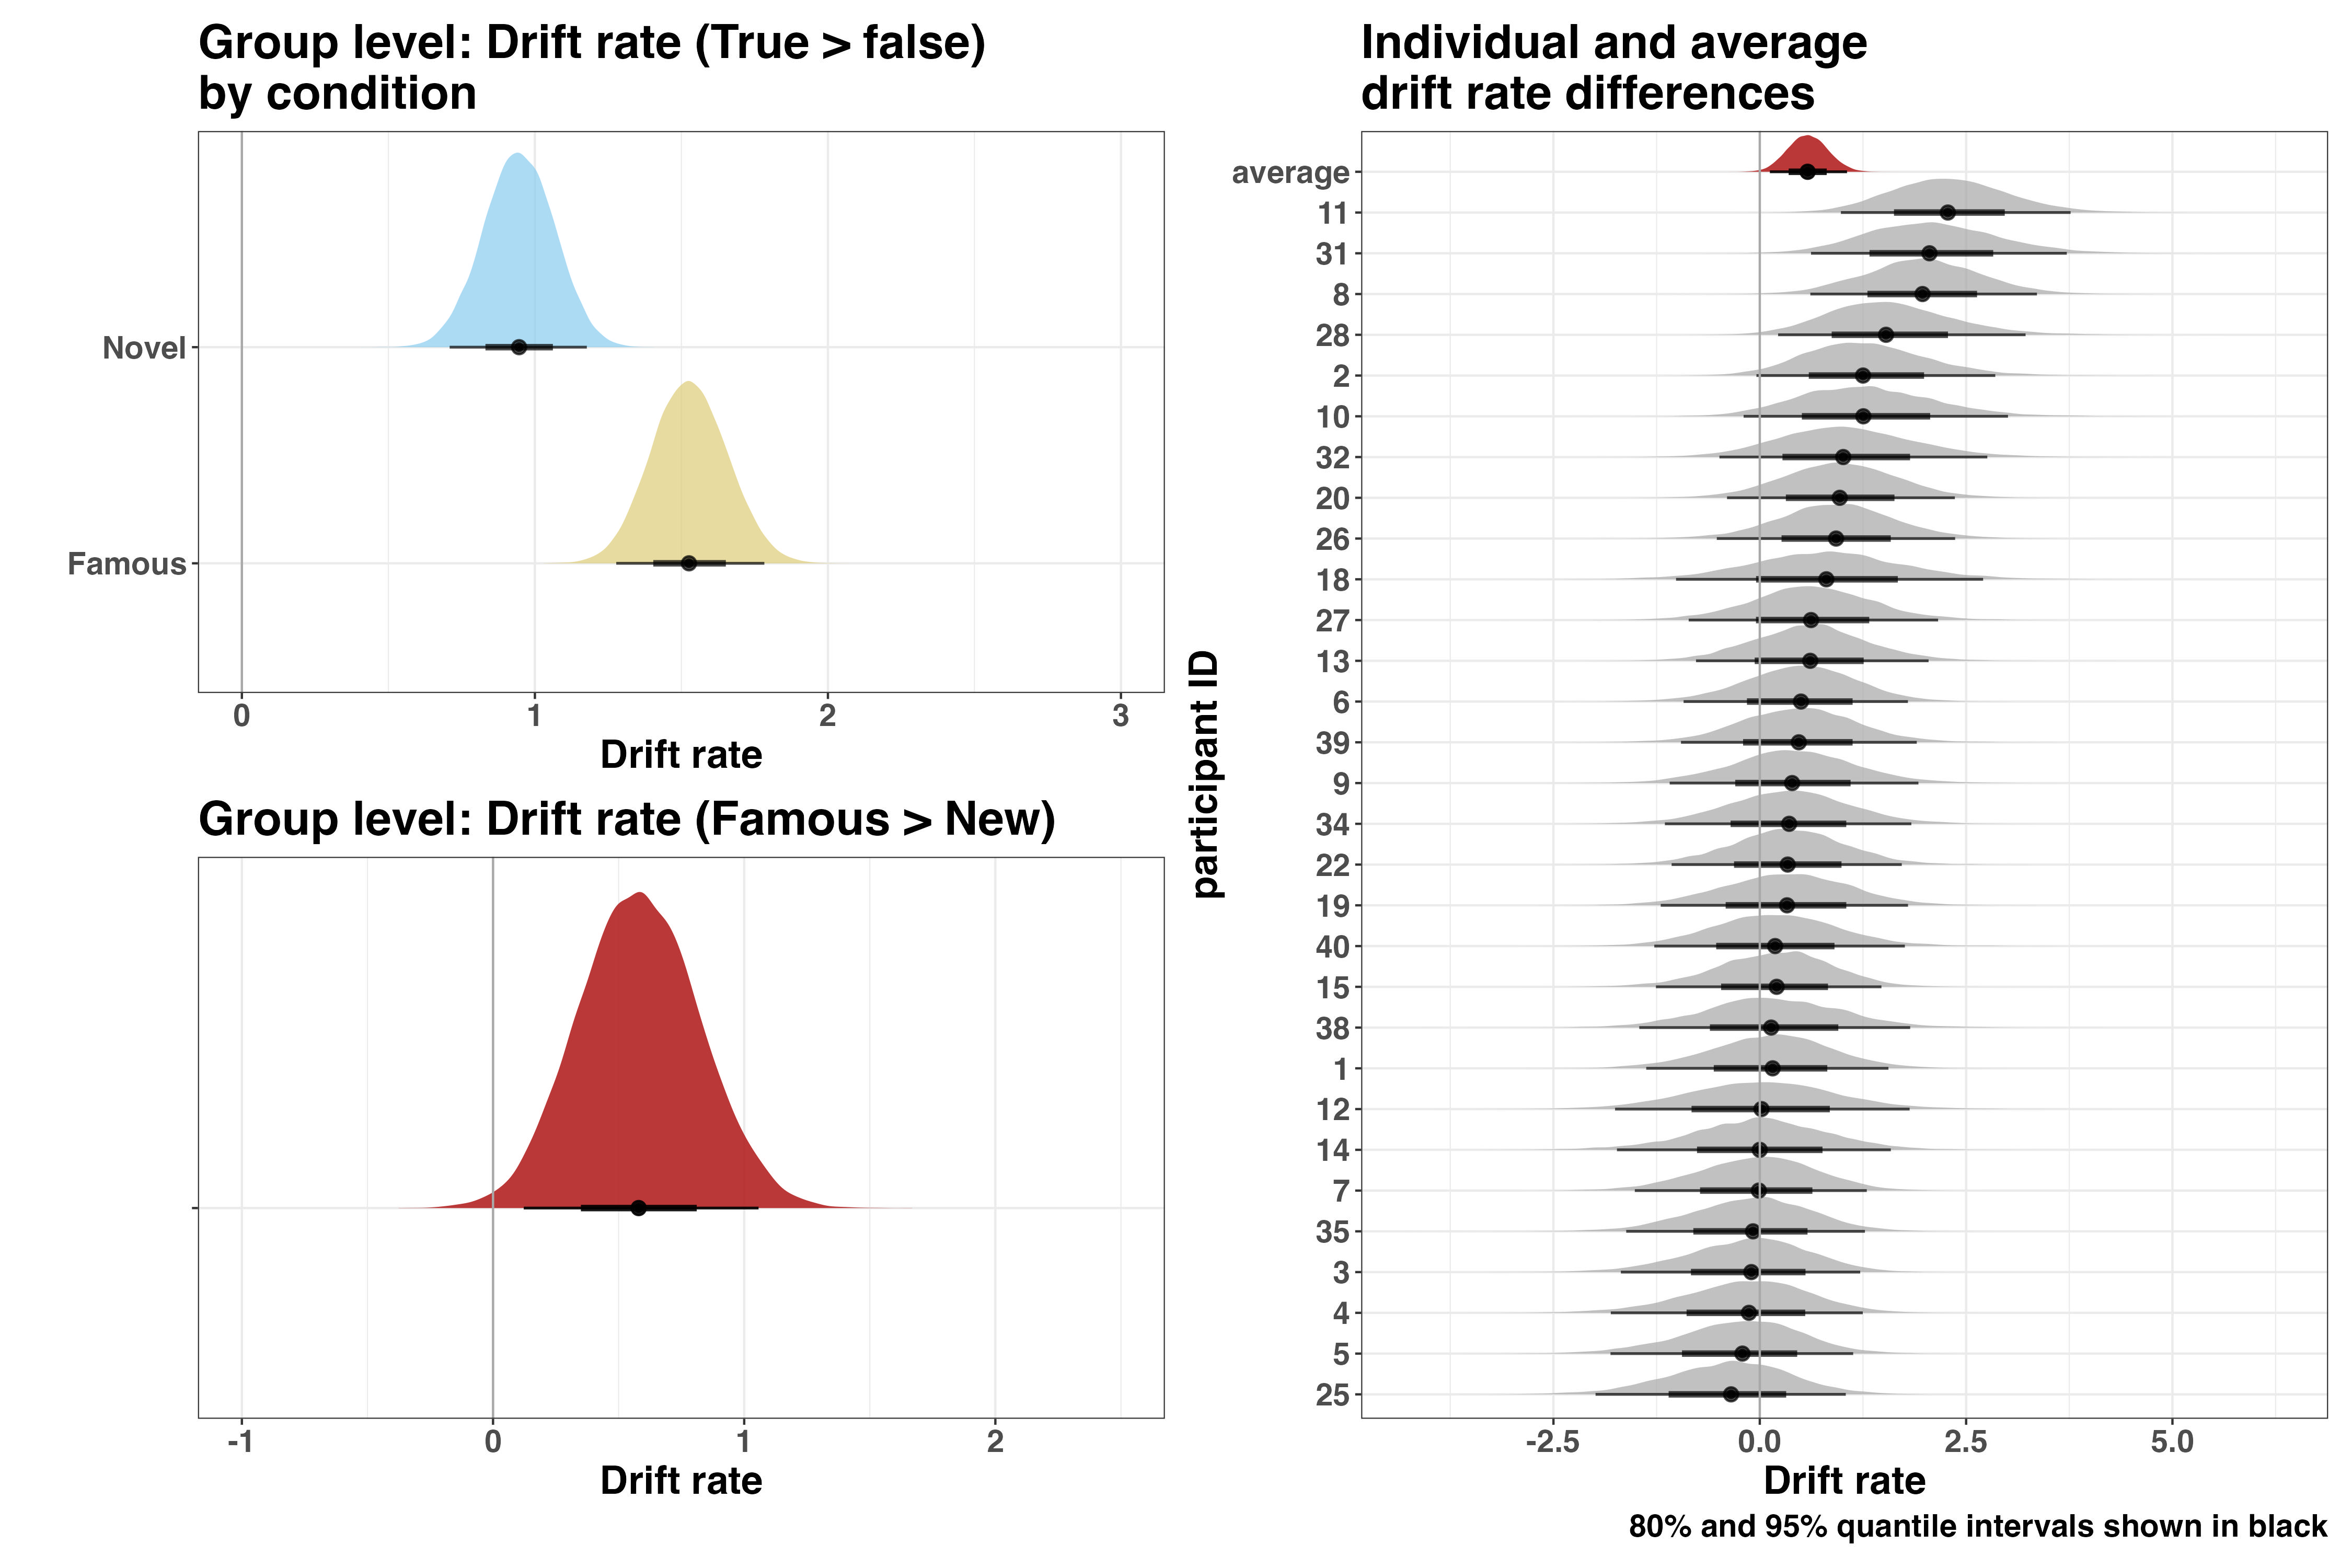 Group level: Drift rate (True > false)
by condition
Novel
Famous
0 1 2 3
Drift rate
Group level: Drift rate (Famous > New)
-1 0 1 2
Drift rate
Individual and average
drift rate differences
participant ID
average
11
31
8
28
2
10
32
20
26
18
27
13
6
39
9
34
22
19
40
15
38
1
12
14
7
35
3
4
5
25
-2.5 0.0 2.5 5.0
Drift rate
80% and 95% quantile intervals shown in black